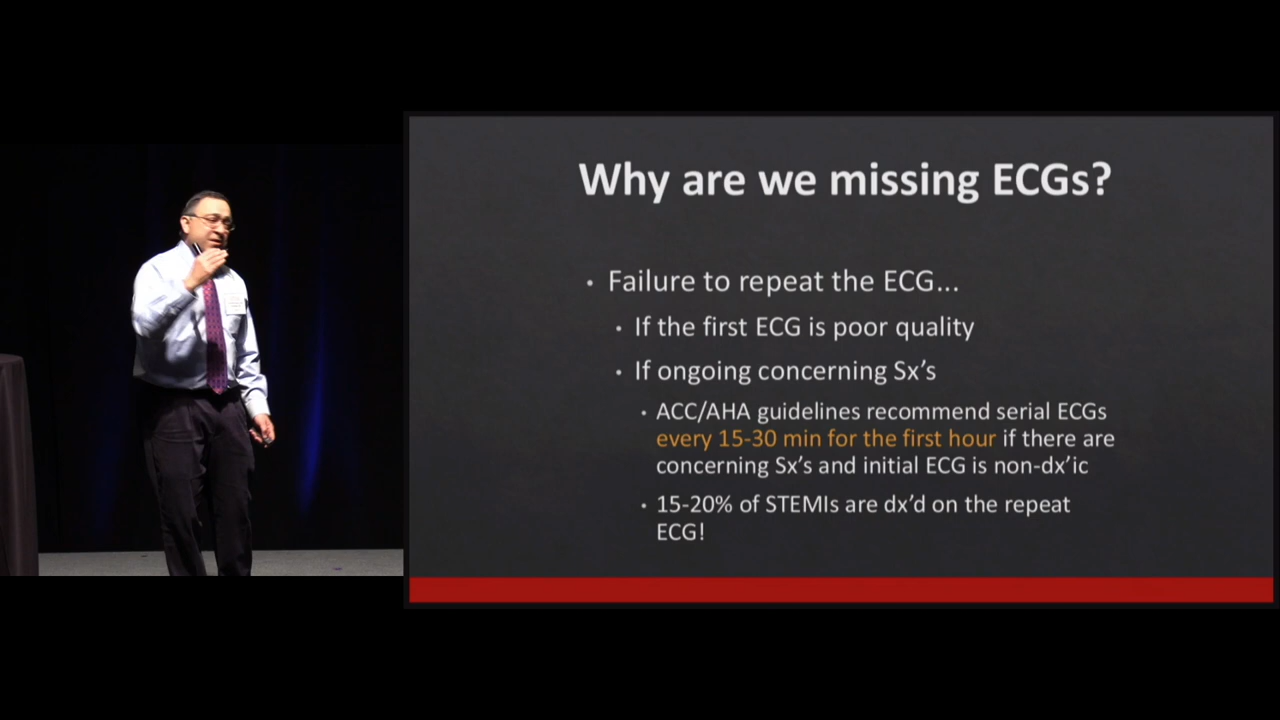 Why are we missing ECGs?
• Failure to repeat the ECG...
• If the first ECG is poor quality
• If ongoing concerning Sx's
• ACC/AHA guidelines recommend serial ECGs
every 15-30 min for the first hour if there are
concerning Sx's and initial ECG is non-dx'ic
• 15-20% of STEMIs are dx'd on the repeat
ECG!